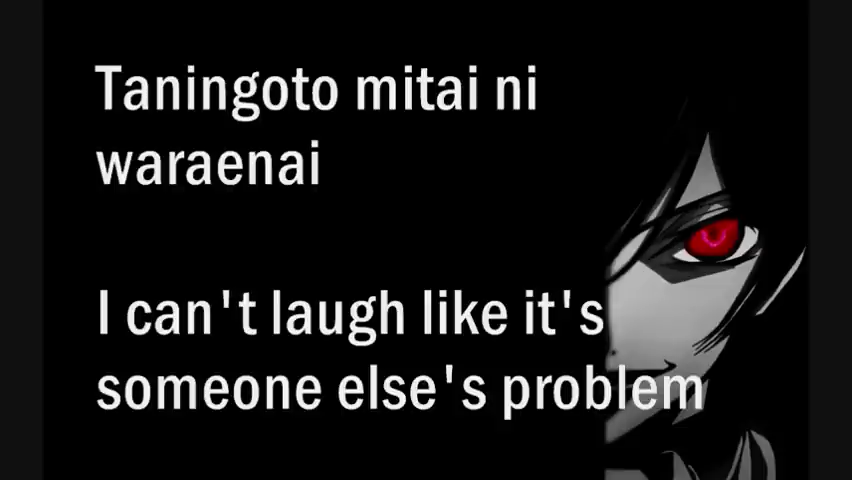 Taningoto mitai ni
waraenai
I can't laugh like it's
someone else's problem